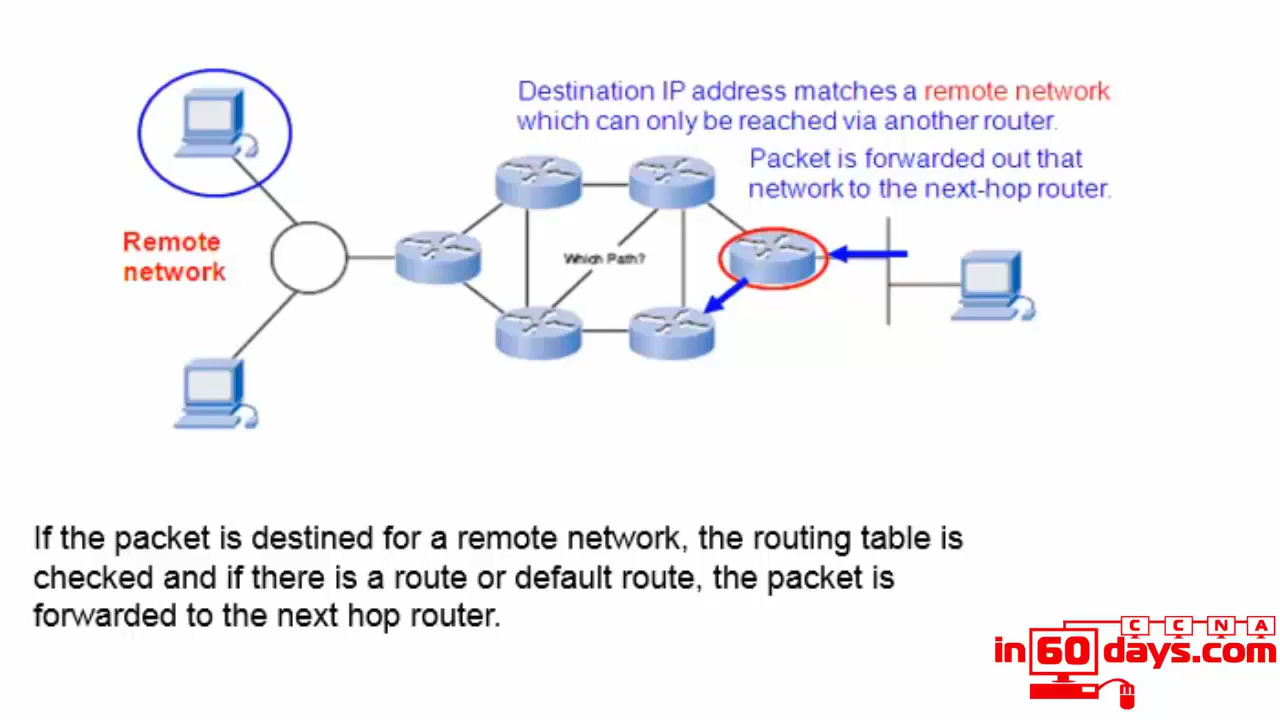 Destination IP address matches a remote network
which can only be reached via another router.
Packet is forwarded out that
network to the next-hop router.
Remote
network
Which Path?
If the packet is destined for a remote network, the routing table is
checked and if there is a route or default route, the packet is
forwarded to the next hop router.
C C N A
in 60 days.com